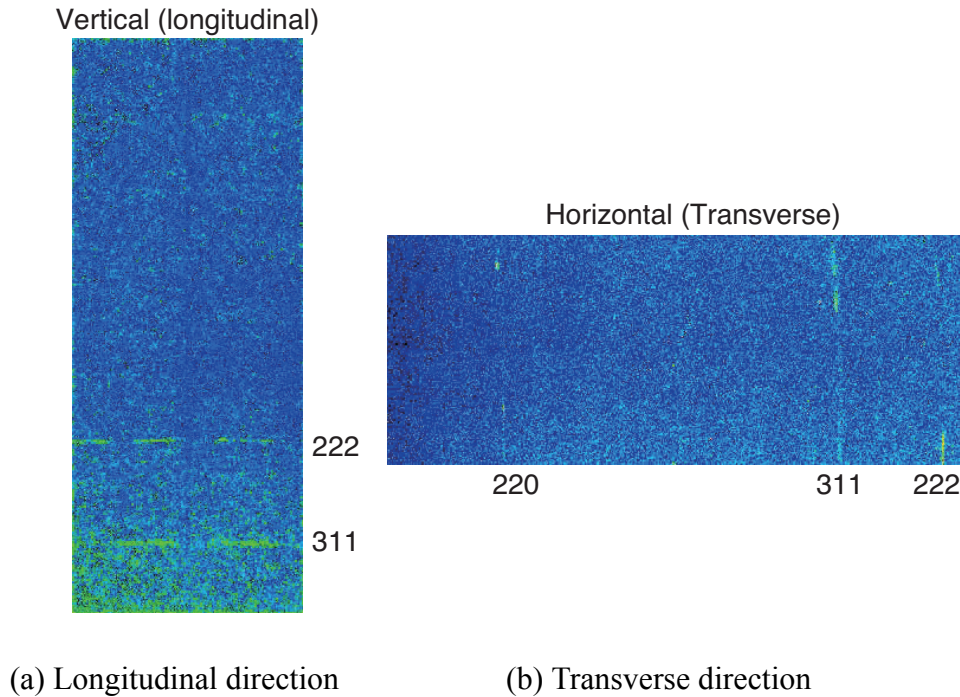 Vertical (longitudinal)
222
311
Horizontal (Transverse)
220
311
222
(a) Longitudinal direction
(b) Transverse direction